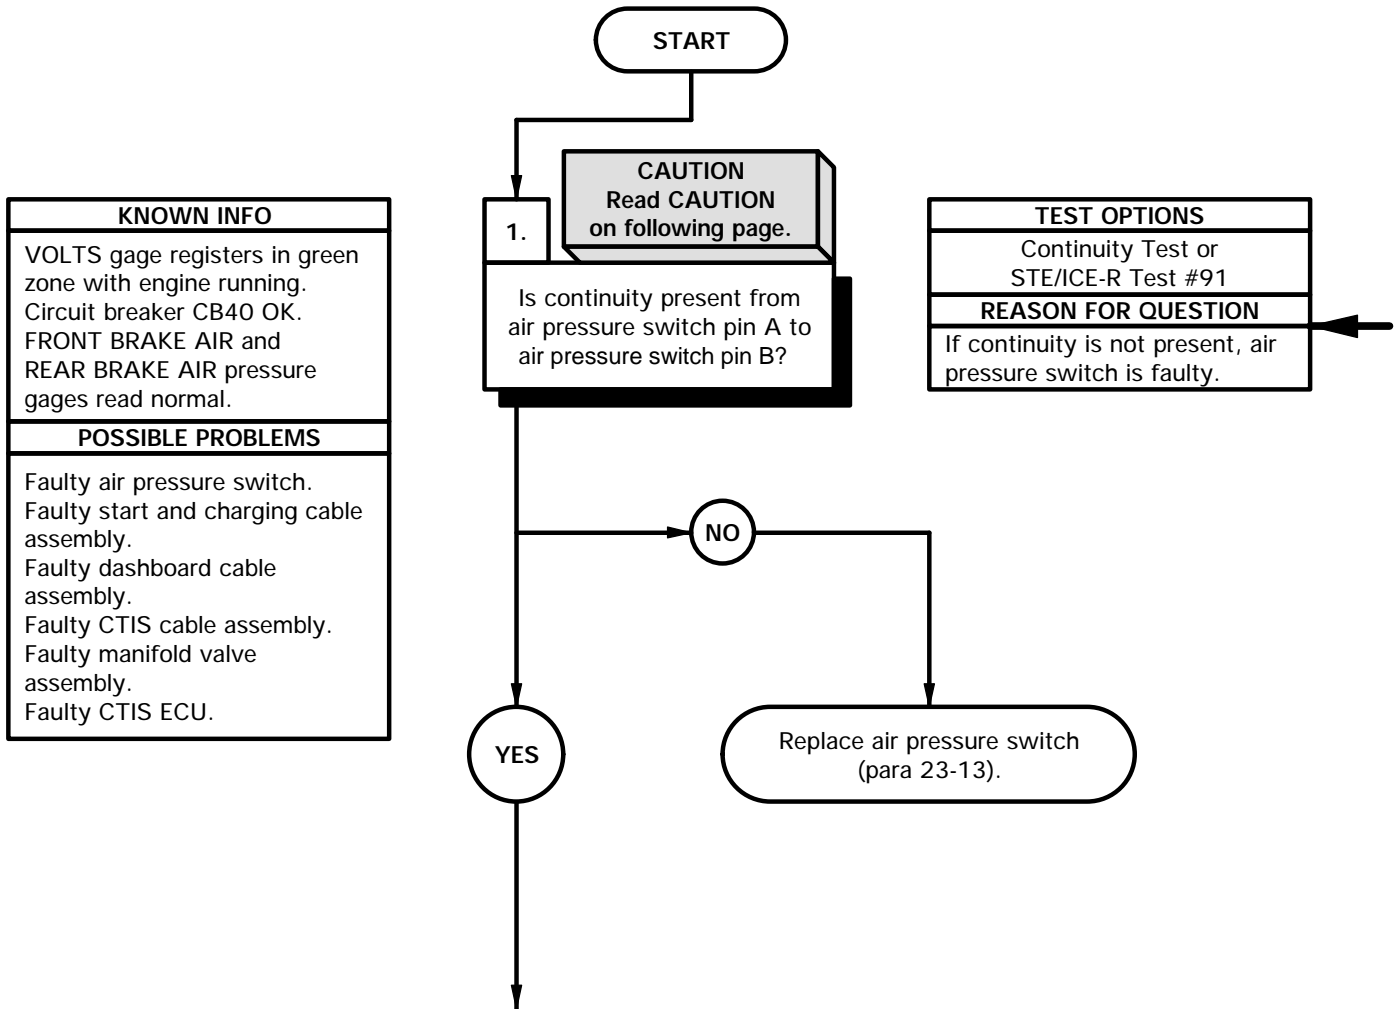 START
KNOWN INFO
VOLTS gage registers in green
zone with engine running.
Circuit breaker CB40 OK.
FRONT BRAKE AIR and
REAR BRAKE AIR pressure
gages read normal.
POSSIBLE PROBLEMS
Faulty air pressure switch.
Faulty start and charging cable
assembly.
Faulty dashboard cable
assembly.
Faulty CTIS cable assembly.
Faulty manifold valve
assembly.
Faulty CTIS ECU.
1.
CAUTION
Read CAUTION
on following page.
Is continuity present from
air pressure switch pin A to
air pressure switch pin B?
TEST OPTIONS
Continuity Test or
STE/ICE-R Test #91
REASON FOR QUESTION
If continuity is not present, air
pressure switch is faulty.
NO
YES
Replace air pressure switch
(para 23-13).